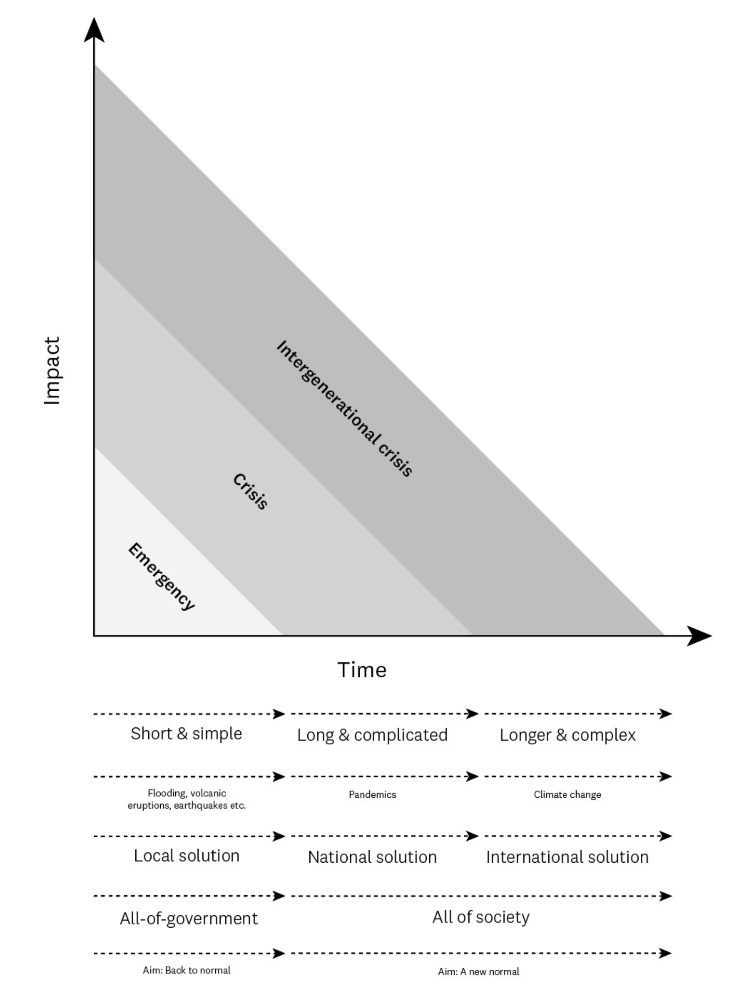 Impact
Intergenerational crisis
Crisis
Emergency
Time
Short & simple
Long & complicated
Longer & complex
Flooding, volcanic
eruptions, earthquakes etc.
Pandemics
Climate change
Local solution
National solution
International solution
All-of-government
All of society
Aim: Back to normal
Aim: A new normal